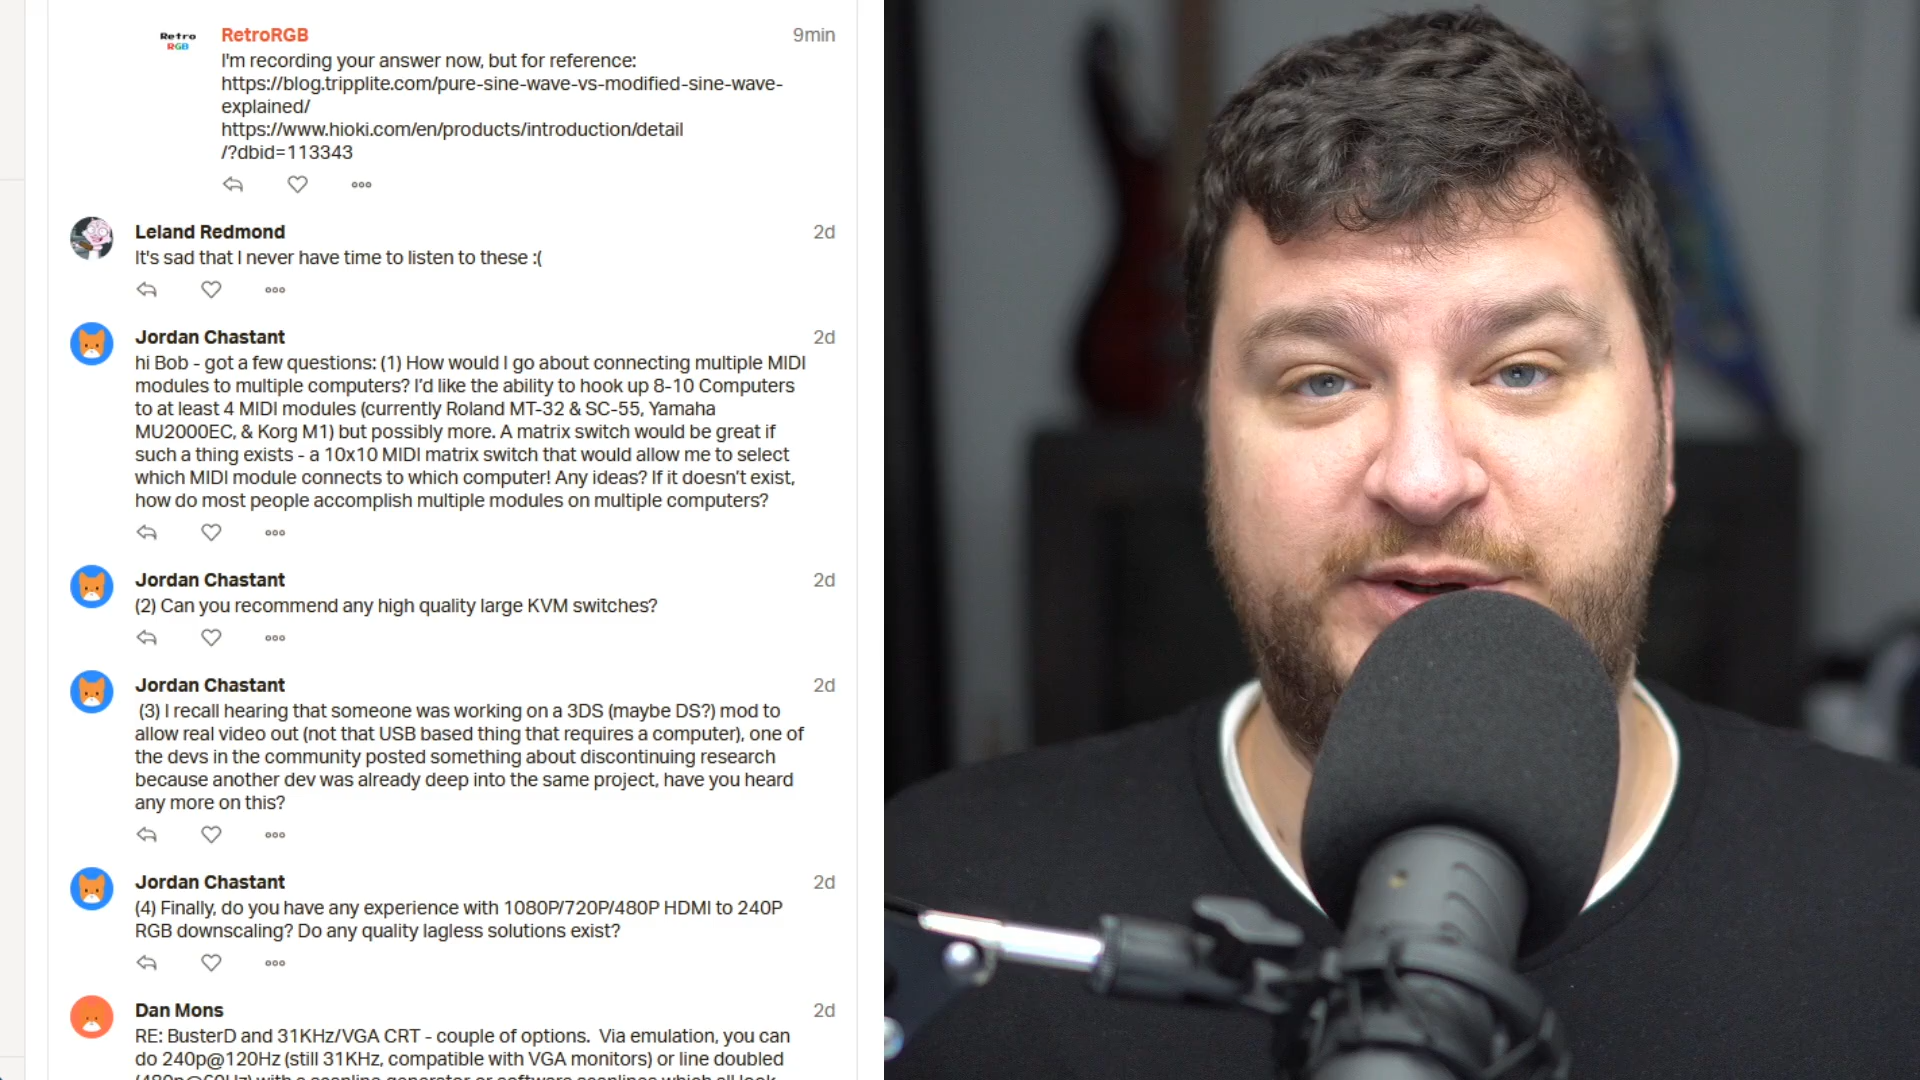 Retro
RGB
RetroRGB
9min
I'm recording your answer now, but for reference:
https://blog.tripplite.com/pure-sine-wave-vs-modified-sine-wave-
explained/
https://www.hioki.com/en/products/introduction/detail
/?dbid=113343
Leland Redmond
2d
It's sad that I never have time to listen to these :(
Jordan Chastant
2d
hi Bob - got a few questions: (1) How would I go about connecting multiple MIDI
modules to multiple computers? I'd like the ability to hook up 8-10 Computers
to at least 4 MIDI modules (currently Roland MT-32 & SC-55, Yamaha
MU2000EC, & Korg M1) but possibly more. A matrix switch would be great if
such a thing exists - a 10x10 MIDI matrix switch that would allow me to select
which MIDI module connects to which computer! Any ideas? If it doesn't exist,
how do most people accomplish multiple modules on multiple computers?
Jordan Chastant
2d
(2) Can you recommend any high quality large KVM switches?
Jordan Chastant
2d
(3) I recall hearing that someone was working on a 3DS (maybe DS?) mod to
allow real video out (not that USB based thing that requires a computer), one of
the devs in the community posted something about discontinuing research
because another dev was already deep into the same project, have you heard
any more on this?
Jordan Chastant
2d
(4) Finally, do you have any experience with 1080P/720P/480P HDMI to 240P
RGB downscaling? Do any quality lagless solutions exist?
Dan Mons
2d
RE: BusterD and 31KHz/VGA CRT - couple of options. Via emulation, you can
do 240p@120Hz (still 31KHz, compatible with VGA monitors) or line doubled
(480p@60Hz) with a scanline generator or software scanlines which all look